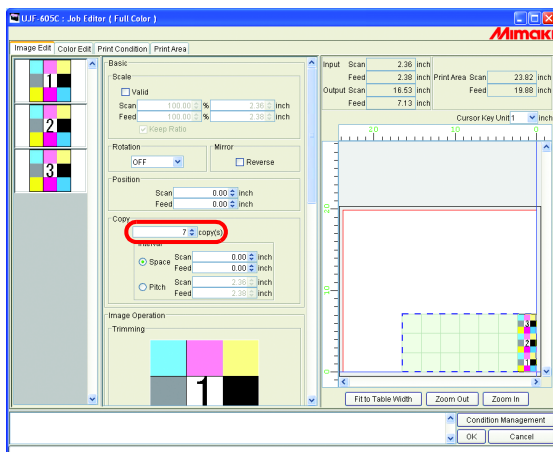 UJF-605C : Job Editor ( Full Color )
Mimaki
Image Edit Color Edit Print Condition Print Area
1
2
3
Basic
Scale
Valid
Scan 100.00 % 2.36 inch
Feed 100.00 % 2.38 inch
Keep Ratio
Rotation
OFF
Mirror
Reverse
Position
Scan 0.00 inch
Feed 0.00 inch
Copy
7 copy(s)
Interval
Space
Scan 0.00 inch
Feed 0.00 inch
Pitch
Scan 2.36 inch
Feed 2.38 inch
Image Operation
Trimming
1
Input Scan 2.36 inch
Feed 2.38 inch Print Area Scan 23.82 inch
Output Scan 16.53 inch Feed 19.88 inch
Feed 7.13 inch
Cursor Key Unit 1 inch
20 10 0
20
10
0
3
2
1
Fit to Table Width Zoom Out Zoom In
Condition Management
OK Cancel